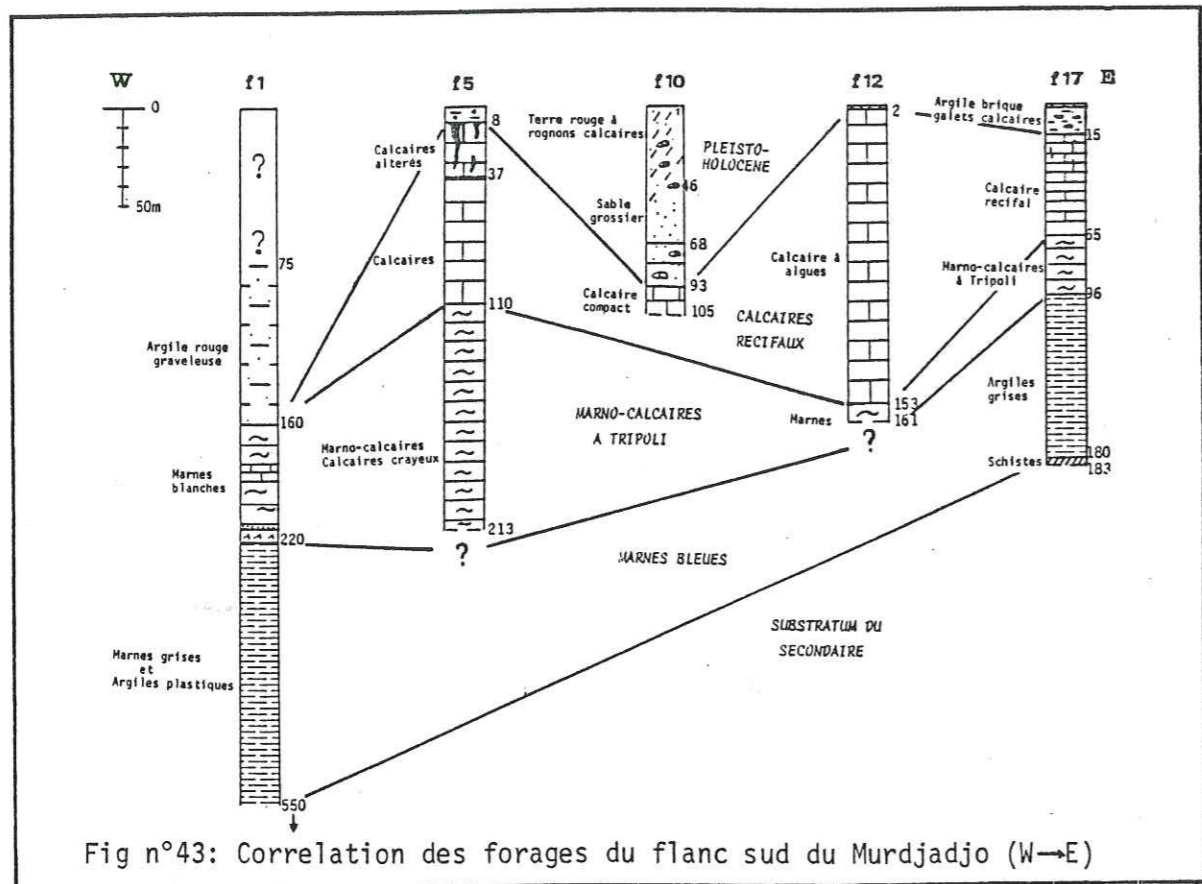 W
f1
f5
f10
f12
f17
E
0
50m
?
?
75
Argile rouge
graveleuse
160
Marnes
blanches
220
Marnes grises
et
Argiles plastiques
550
8
Calcaires
alterés
37
Calcaires
110
Marno-calcaires
Calcaires crayeux
213
?
Terre rouge à
rognons calcaires
46
Sable
grossier
68
93
Calcaire
compact
105
PLEISTO-
HOLOCENE
CALCAIRES
RECIFAUX
MARNO-CALCAIRES
A TRIPOLI
MARNES BLEUES
SUBSTRATUM DU
SECONDAIRE
2
Calcaire à
algues
153
Marnes
161
?
Argile brique
galets calcaires
15
Calcaire
recifal
65
Marno-calcaires
à Tripoli
96
Argiles
grises
180
Schistes
183
Fig n°43: Correlation des forages du flanc sud du Murdjadjo (W→E)